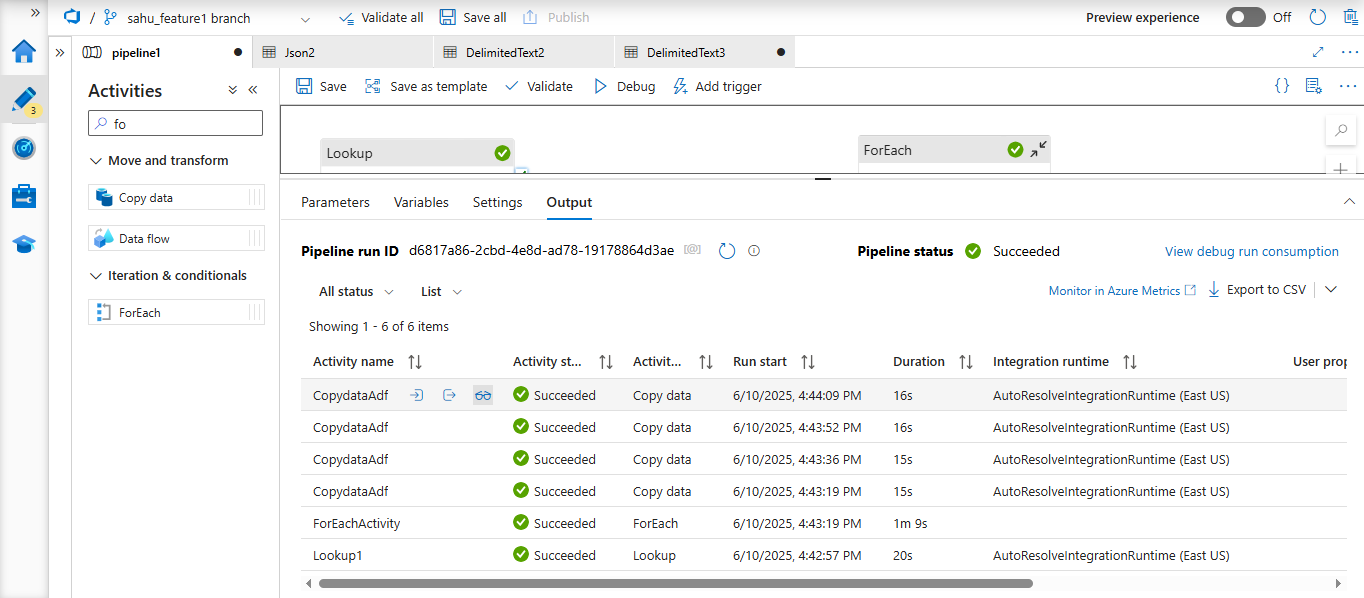 / sahu_feature1 branch Validate all Save all Publish Preview experience Off
pipeline1 Json2 DelimitedText2 DelimitedText3
Activities
Save Save as template Validate Debug Add trigger
3
fo
Lookup ForEach
Move and transform
Copy data
Data flow
Iteration & conditionals
ForEach
Parameters Variables Settings Output
Pipeline run ID d6817a86-2cbd-4e8d-ad78-19178864d3ae Pipeline status Succeeded View debug run consumption
All status List Monitor in Azure Metrics Export to CSV
Showing 1 - 6 of 6 items
Activity name Activity st... Activit... Run start Duration Integration runtime User prop
CopydataAdf Succeeded Copy data 6/10/2025, 4:44:09 PM 16s AutoResolveIntegrationRuntime (East US)
CopydataAdf Succeeded Copy data 6/10/2025, 4:43:52 PM 16s AutoResolveIntegrationRuntime (East US)
CopydataAdf Succeeded Copy data 6/10/2025, 4:43:36 PM 15s AutoResolveIntegrationRuntime (East US)
CopydataAdf Succeeded Copy data 6/10/2025, 4:43:19 PM 15s AutoResolveIntegrationRuntime (East US)
ForEachActivity Succeeded ForEach 6/10/2025, 4:43:19 PM 1m 9s
Lookup1 Succeeded Lookup 6/10/2025, 4:42:57 PM 20s AutoResolveIntegrationRuntime (East US)